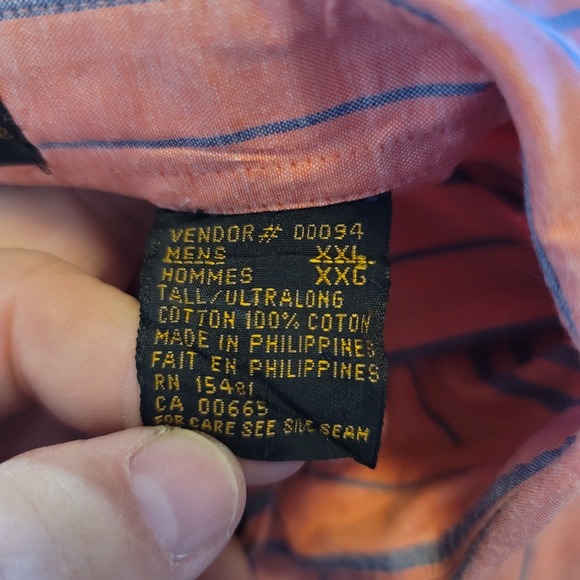 VENDOR# 00094
MENS XXL
HOMMES XXG
TALL/ULTRALONG
COTTON 100% COTON
MADE IN PHILIPPINES
FAIT EN PHILIPPINES
RN 15481
CA 00665
FOR CARE SEE SIDE SEAM